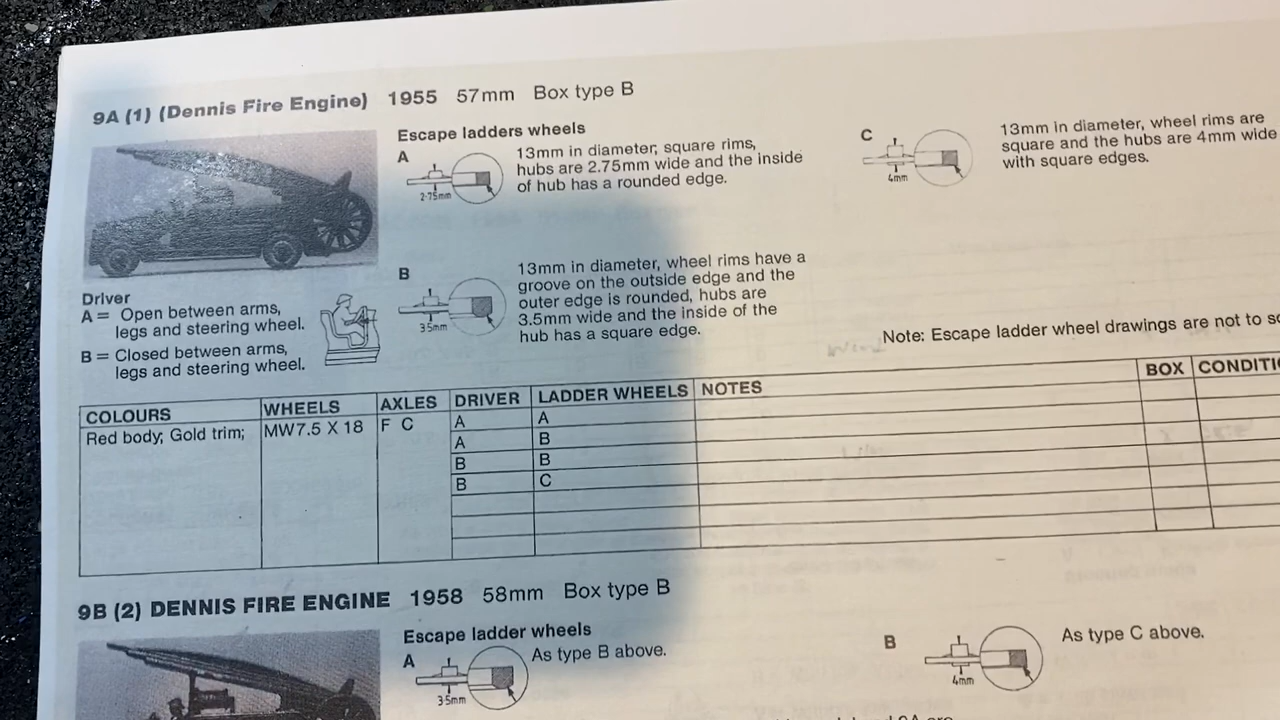 9A (1) (Dennis Fire Engine) 1955 57mm Box type B
Escape ladders wheels
A
2·75mm
13mm in diameter, square rims,
hubs are 2.75mm wide and the inside
of hub has a rounded edge.
C
4mm
13mm in diameter, wheel rims are
square and the hubs are 4mm wide
with square edges.
B
3·5mm
13mm in diameter, wheel rims have a
groove on the outside edge and the
outer edge is rounded, hubs are
3.5mm wide and the inside of the
hub has a square edge.
Driver
A = Open between arms,
legs and steering wheel.
B = Closed between arms,
legs and steering wheel.
Note: Escape ladder wheel drawings are not to
COLOURS WHEELS AXLES DRIVER LADDER WHEELS NOTES BOX CONDITI
Red body; Gold trim; MW7.5 X 18 F C A A
A B
B B
B C
9B (2) DENNIS FIRE ENGINE 1958 58mm Box type B
Escape ladder wheels
A
3·5mm
As type B above.
B
4mm
As type C above.